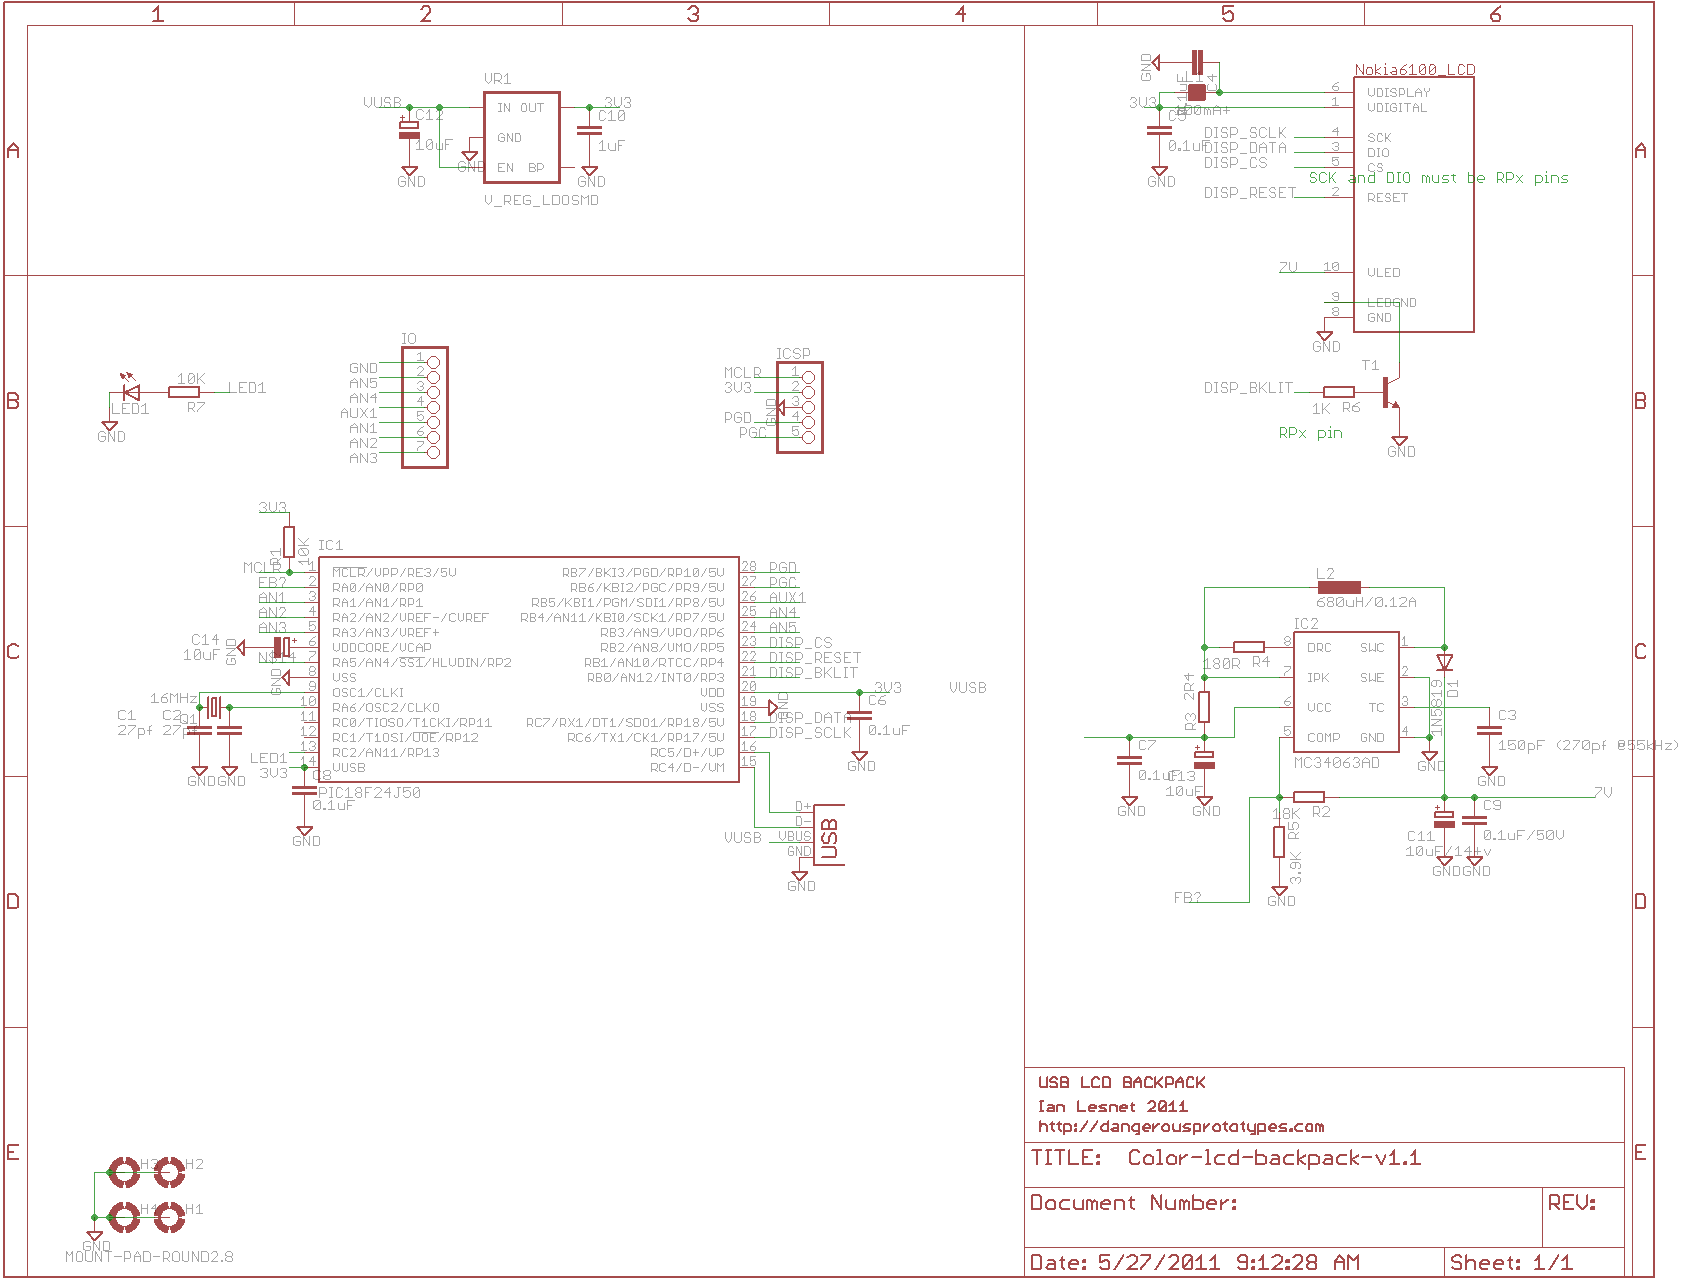 1 2 3 4 5 6
A
B
C
D
E
A
B
C
D
E
VR1
VUSB
C12
10uF
GND
IN OUT
GND
EN BP
GND
V_REG_LDOSMD
3V3
C10
1uF
GND
GND
C4
Nokia6100_LCD
3V3
C5
0.1uF
GND
6 VDISPLAY
1 VDIGITAL
DISP_SCLK 4 SCK
DISP_DATA 3 DIO
DISP_CS 5 CS
SCK and DIO must be RPx pins
DISP_RESET 2 RESET
7V 10 VLED
9 LEDGND
8 GND
GND
T1
DISP_BKLIT
1K R6
RPx pin
GND
LED1
10K
R7
LED1
GND
IO
GND 1
AN5 2
AN4 3
AUX1 4
AN1 5
AN2 6
AN3 7
ICSP
MCLR 1
3V3 2
GND 3
PGD 4
PGC 5
3V3
R1
10K
IC1
MCLR 1 MCLR/VPP/RE3/5V
FB? 2 RA0/AN0/RP0
AN1 3 RA1/AN1/RP1
AN2 4 RA2/AN2/VREF-/CVREF
AN3 5 RA3/AN3/VREF+
C14
10uF
GND
6 VDDCORE/VCAP
7 RA5/AN4/SS1/HLVDIN/RP2
GND 8 VSS
9 OSC1/CLKI
10 RA6/OSC2/CLKO
11 RC0/T1OSO/T1CKI/RP11
12 RC1/T1OSI/UOE/RP12
LED1 13 RC2/AN11/RP13
3V3 14 VUSB
RB7/BKI3/PGD/RP10/5V 28 PGD
RB6/KBI2/PGC/PR9/5V 27 PGC
RB5/KBI1/PGM/SDI1/RP8/5V 26 AUX1
RB4/AN11/KBI0/SCK1/RP7/5V 25 AN4
RB3/AN9/VPO/RP6 24 AN5
RB2/AN8/VMO/RP5 23 DISP_CS
RB1/AN10/RTCC/RP4 22 DISP_RESET
RB0/AN12/INT0/RP3 21 DISP_BKLIT
VDD 20 3V3
VSS 19 GND
RC7/RX1/DT1/SDO1/RP18/5V 18 DISP_DATA
RC6/TX1/CK1/RP17/5V 17 DISP_SCLK
RC5/D+/VP 16
RC4/D-/VM 15
PIC18F24J50
16MHz
Q1
C1
27pf
C2
27pf
GND GND
C8
0.1uF
GND
C6
0.1uF
GND
VUSB
D+
D-
VUSB VBUS
GND
USB
GND
L2
680uH/0.12A
IC2
180R R4
R3 2R4
8 DRC SWC 1
7 IPK SWE 2
6 VCC TC 3
5 COMP GND 4
MC34063AD
1N5819
D1
C3
150pF (270pf @55kHz)
GND
GND
C7
0.1uF
GND
C13
10uF
GND
18K R2
R5
3.9K
GND
FB?
7V
C9
0.1uF/50V
C11
10uF/14+v
GND GND
H3 H2
H4 H1
GND
MOUNT-PAD-ROUND2.8
USB LCD BACKPACK
Ian Lesnet 2011
http://dangerousprototypes.com
TITLE: Color-lcd-backpack-v1.1
Document Number:
REV:
Date: 5/27/2011 9:12:28 AM
Sheet: 1/1